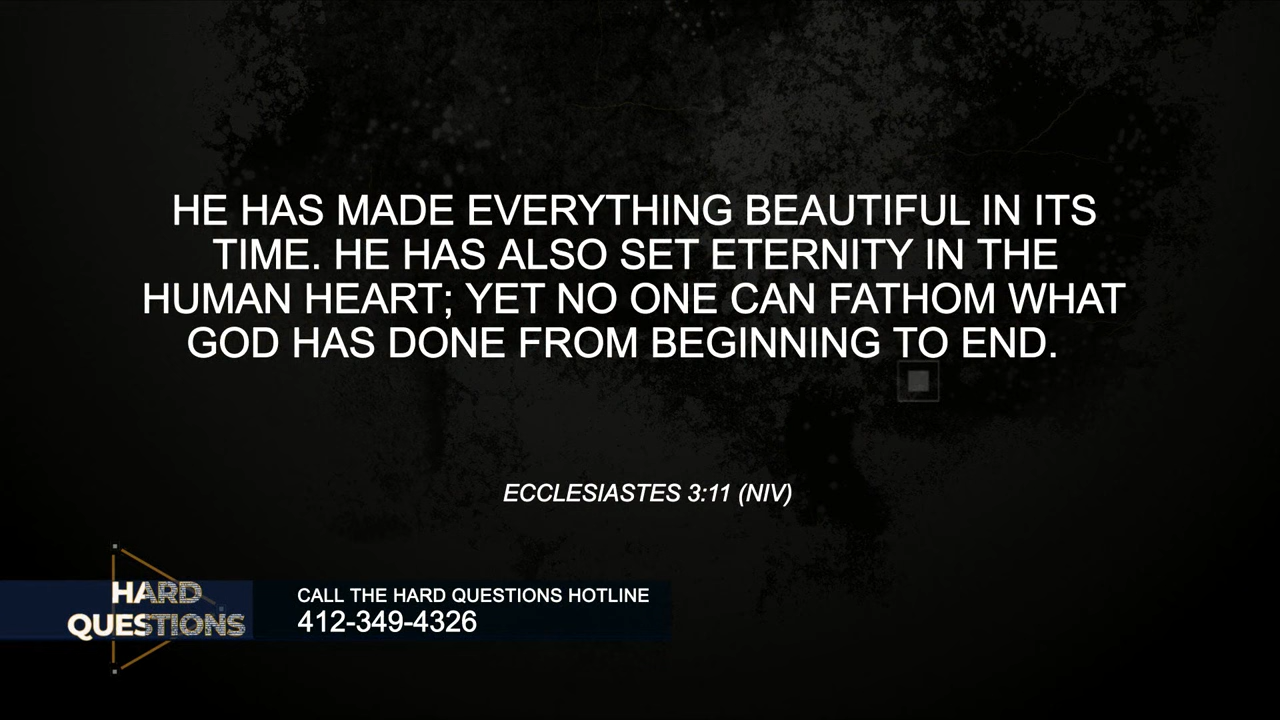 HE HAS MADE EVERYTHING BEAUTIFUL IN ITS
TIME. HE HAS ALSO SET ETERNITY IN THE
HUMAN HEART; YET NO ONE CAN FATHOM WHAT
GOD HAS DONE FROM BEGINNING TO END.
ECCLESIASTES 3:11 (NIV)
HARD
QUESTIONS
CALL THE HARD QUESTIONS HOTLINE
412-349-4326